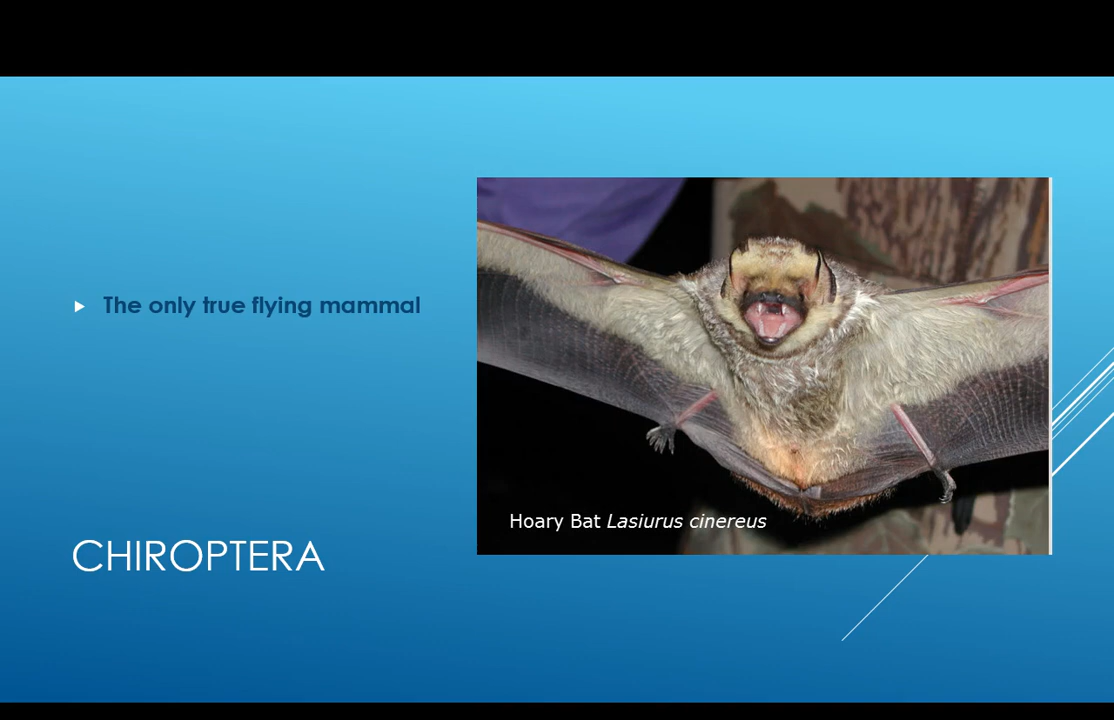 The only true flying mammal
Hoary Bat Lasiurus cinereus
CHIROPTERA